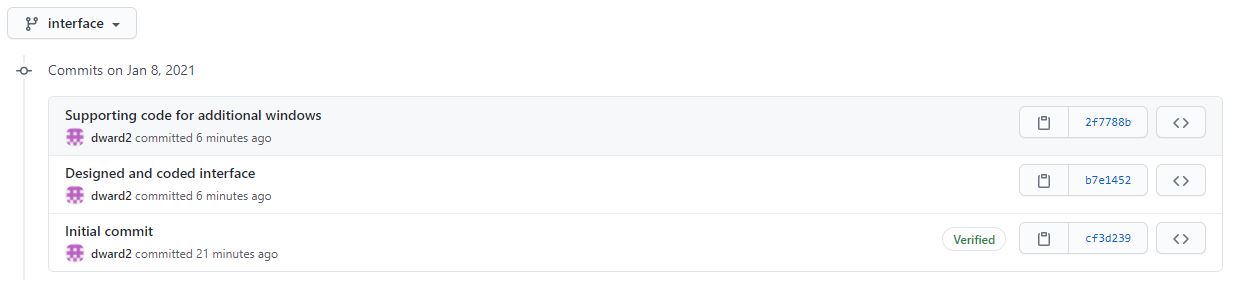 interface
Commits on Jan 8, 2021
Supporting code for additional windows
dward2 committed 6 minutes ago
2f7788b
Designed and coded interface
dward2 committed 6 minutes ago
b7e1452
Initial commit
dward2 committed 21 minutes ago
Verified
cf3d239